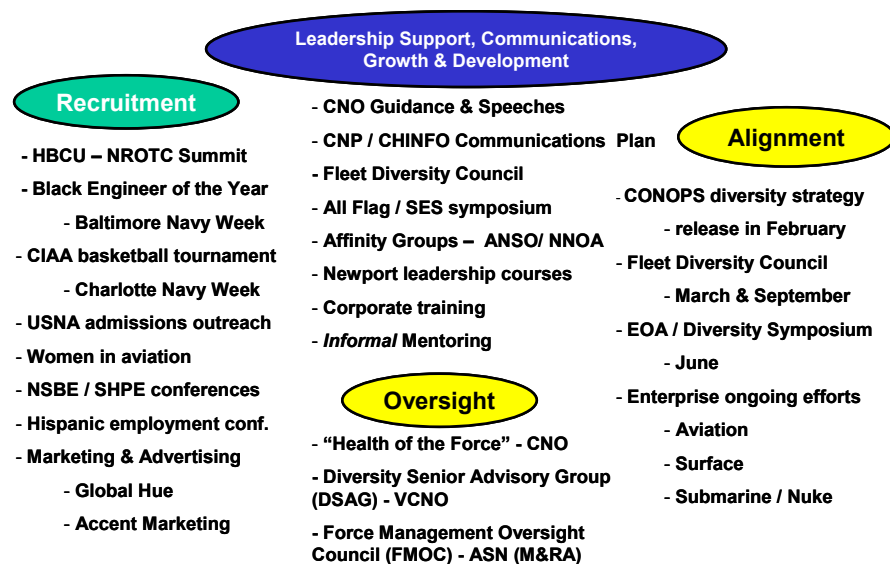 Leadership Support, Communications,
Growth & Development
Recruitment
- HBCU – NROTC Summit
- Black Engineer of the Year
- Baltimore Navy Week
- CIAA basketball tournament
- Charlotte Navy Week
- USNA admissions outreach
- Women in aviation
- NSBE / SHPE conferences
- Hispanic employment conf.
- Marketing & Advertising
- Global Hue
- Accent Marketing
- CNO Guidance & Speeches
- CNP / CHINFO Communications Plan
- Fleet Diversity Council
- All Flag / SES symposium
- Affinity Groups – ANSO/ NNOA
- Newport leadership courses
- Corporate training
- Informal Mentoring
Oversight
- “Health of the Force” - CNO
- Diversity Senior Advisory Group
(DSAG) - VCNO
- Force Management Oversight
Council (FMOC) - ASN (M&RA)
Alignment
- CONOPS diversity strategy
- release in February
- Fleet Diversity Council
- March & September
- EOA / Diversity Symposium
- June
- Enterprise ongoing efforts
- Aviation
- Surface
- Submarine / Nuke